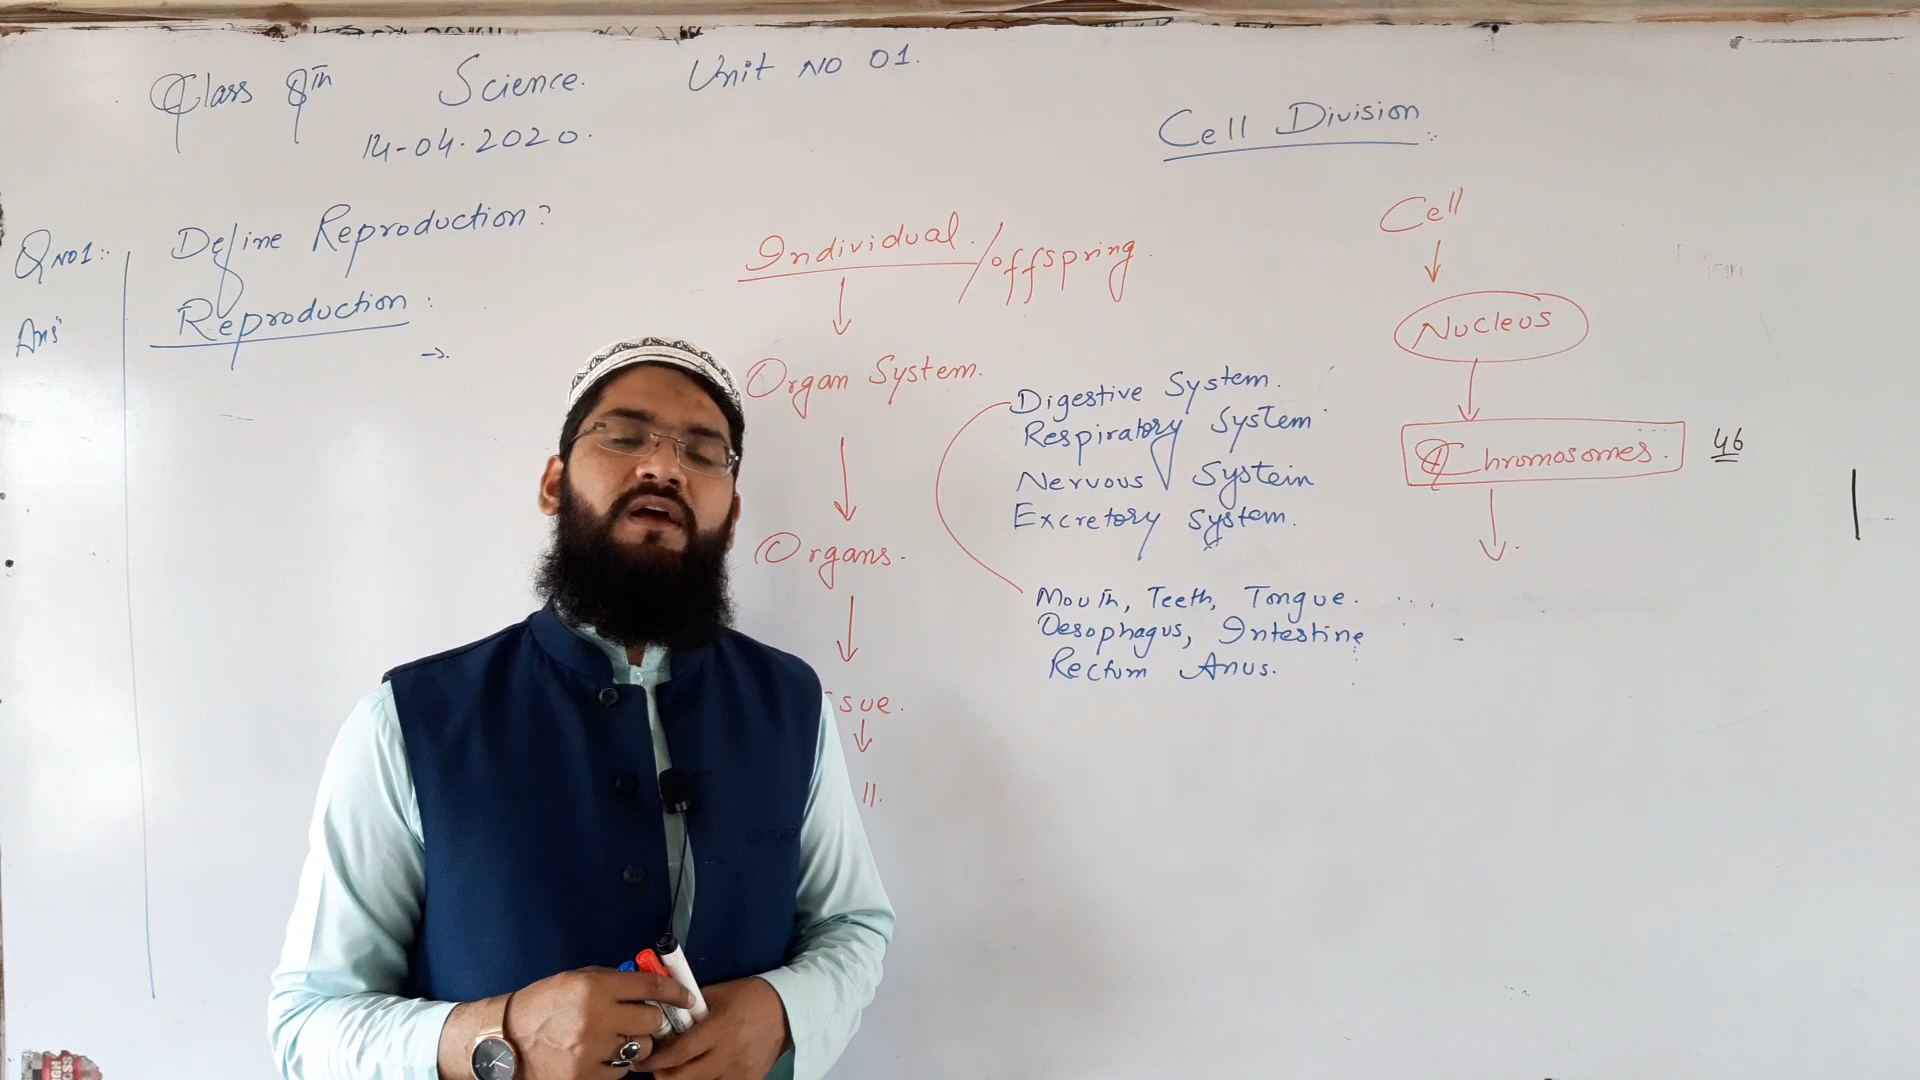 Class 8th Science. Unit NO 01.
14-04-2020.
Cell Division
Q NO1:- Define Reproduction?
Ans Reproduction:
→.
Individual. / offspring.
↓
Organ System.
↓
Organs.
↓
ssue.
↓
ll.
Digestive System.
Respiratory System
Nervous System
Excretory System.
Mouth, Teeth, Tongue.
Oesophagus, Intestine
Rectum Anus.
Cell
↓
Nucleus
↓
Chromosomes. 46
↓